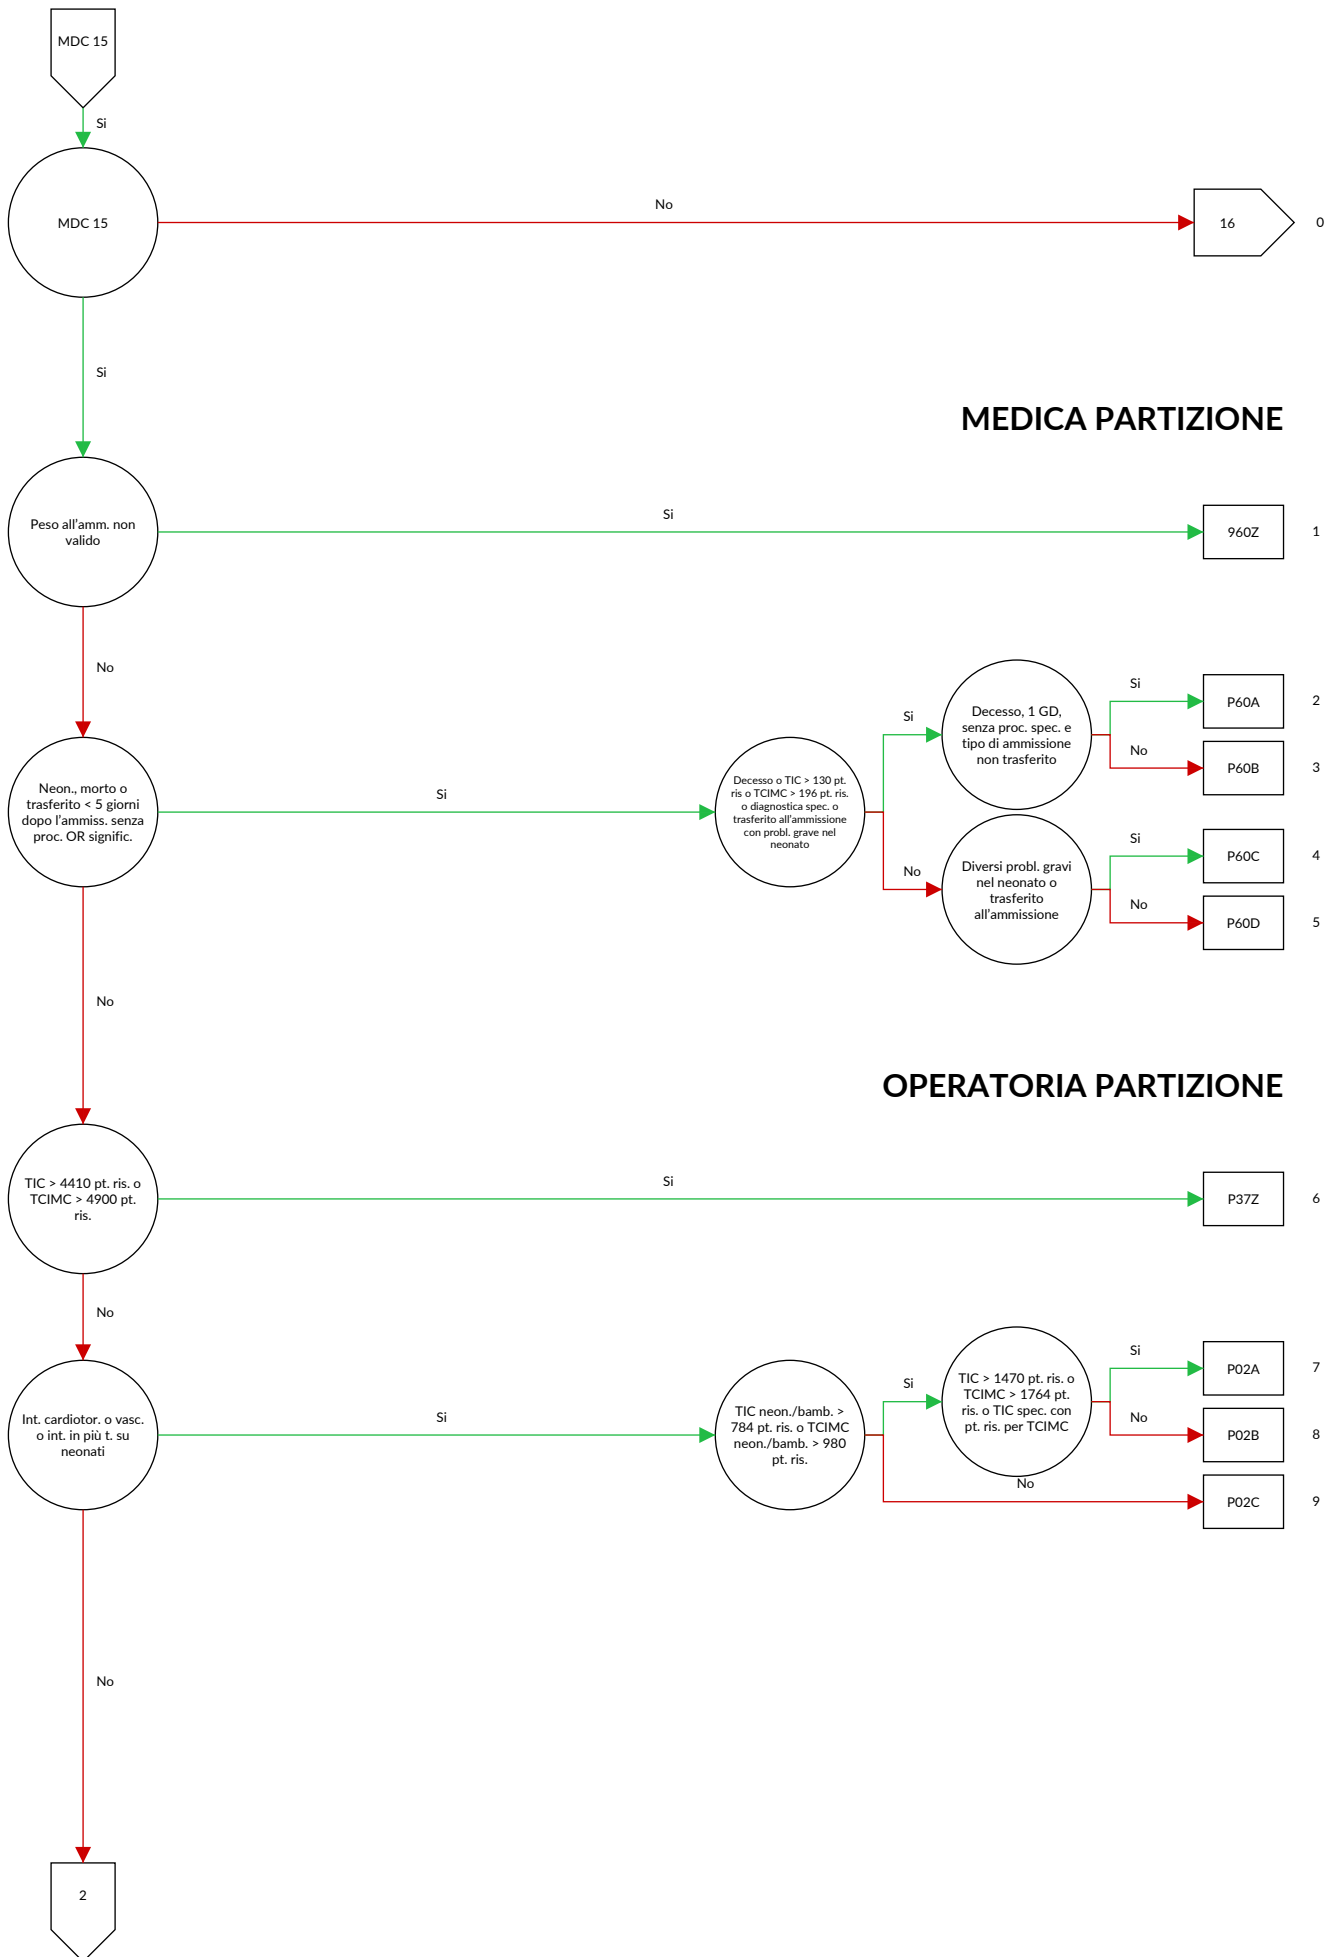 MDC 15
Si
MDC 15
No
16
0
Si
MEDICA PARTIZIONE
Peso all'amm. non
valido
Si
960Z
1
No
Neon., morto o
trasferito < 5 giorni
dopo l'ammiss. senza
proc. OR signific.
Si
Decesso o TIC > 130 pt.
ris o TCIMC > 196 pt. ris.
o diagnostica spec. o
trasferito all'ammissione
con probl. grave nel
neonato
Si
Decesso, 1 GD,
senza proc. spec. e
tipo di ammissione
non trasferito
Si
P60A
2
No
P60B
3
No
Diversi probl. gravi
nel neonato o
trasferito
all'ammissione
Si
P60C
4
No
P60D
5
No
OPERATORIA PARTIZIONE
TIC > 4410 pt. ris. o
TCIMC > 4900 pt.
ris.
Si
P37Z
6
No
Int. cardiotor. o vasc.
o int. in più t. su
neonati
Si
TIC neon./bamb. >
784 pt. ris. o TCIMC
neon./bamb. > 980
pt. ris.
Si
TIC > 1470 pt. ris. o
TCIMC > 1764 pt.
ris. o TIC spec. con
pt. ris. per TCIMC
Si
P02A
7
No
P02B
8
No
P02C
9
No
2